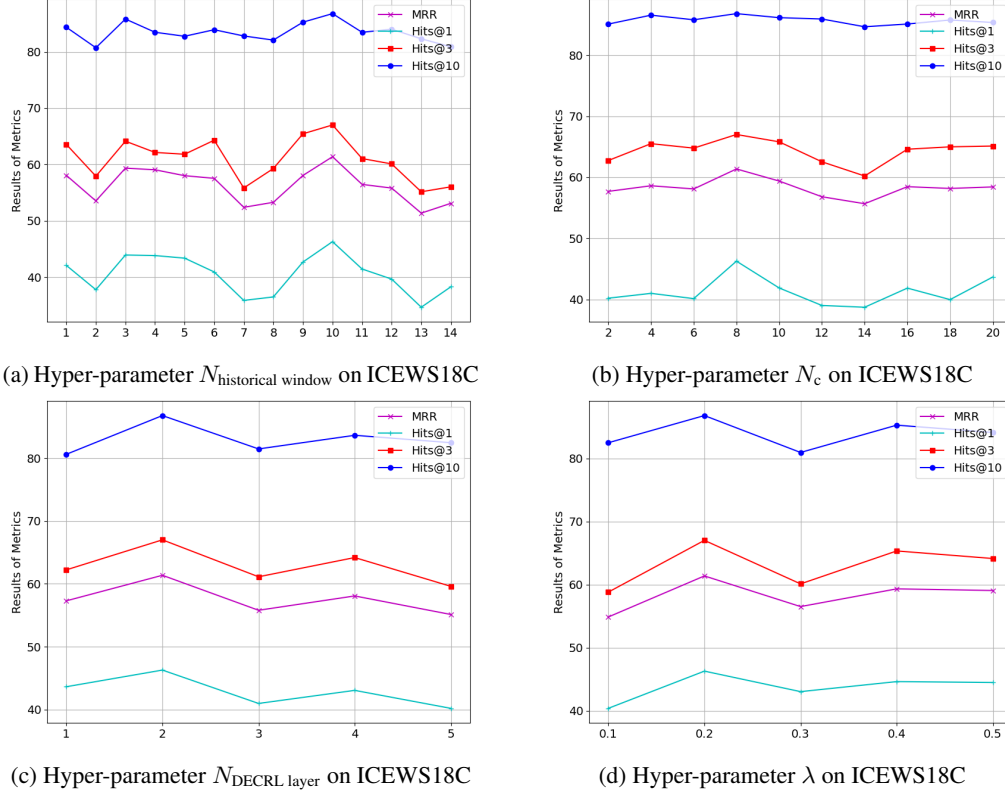 MRR
Hits@1
Hits@3
Hits@10
Results of Metrics
80
70
60
50
40
1 2 3 4 5 6 7 8 9 10 11 12 13 14
(a) Hyper-parameter N historical window on ICEWS18C
MRR
Hits@1
Hits@3
Hits@10
Results of Metrics
90
80
70
60
50
40
2 4 6 8 10 12 14 16 18 20
(b) Hyper-parameter N c on ICEWS18C
MRR
Hits@1
Hits@3
Hits@10
Results of Metrics
80
70
60
50
40
1 2 3 4 5
(c) Hyper-parameter N DECRL layer on ICEWS18C
MRR
Hits@1
Hits@3
Hits@10
Results of Metrics
80
70
60
50
40
0.1 0.2 0.3 0.4 0.5
(d) Hyper-parameter λ on ICEWS18C